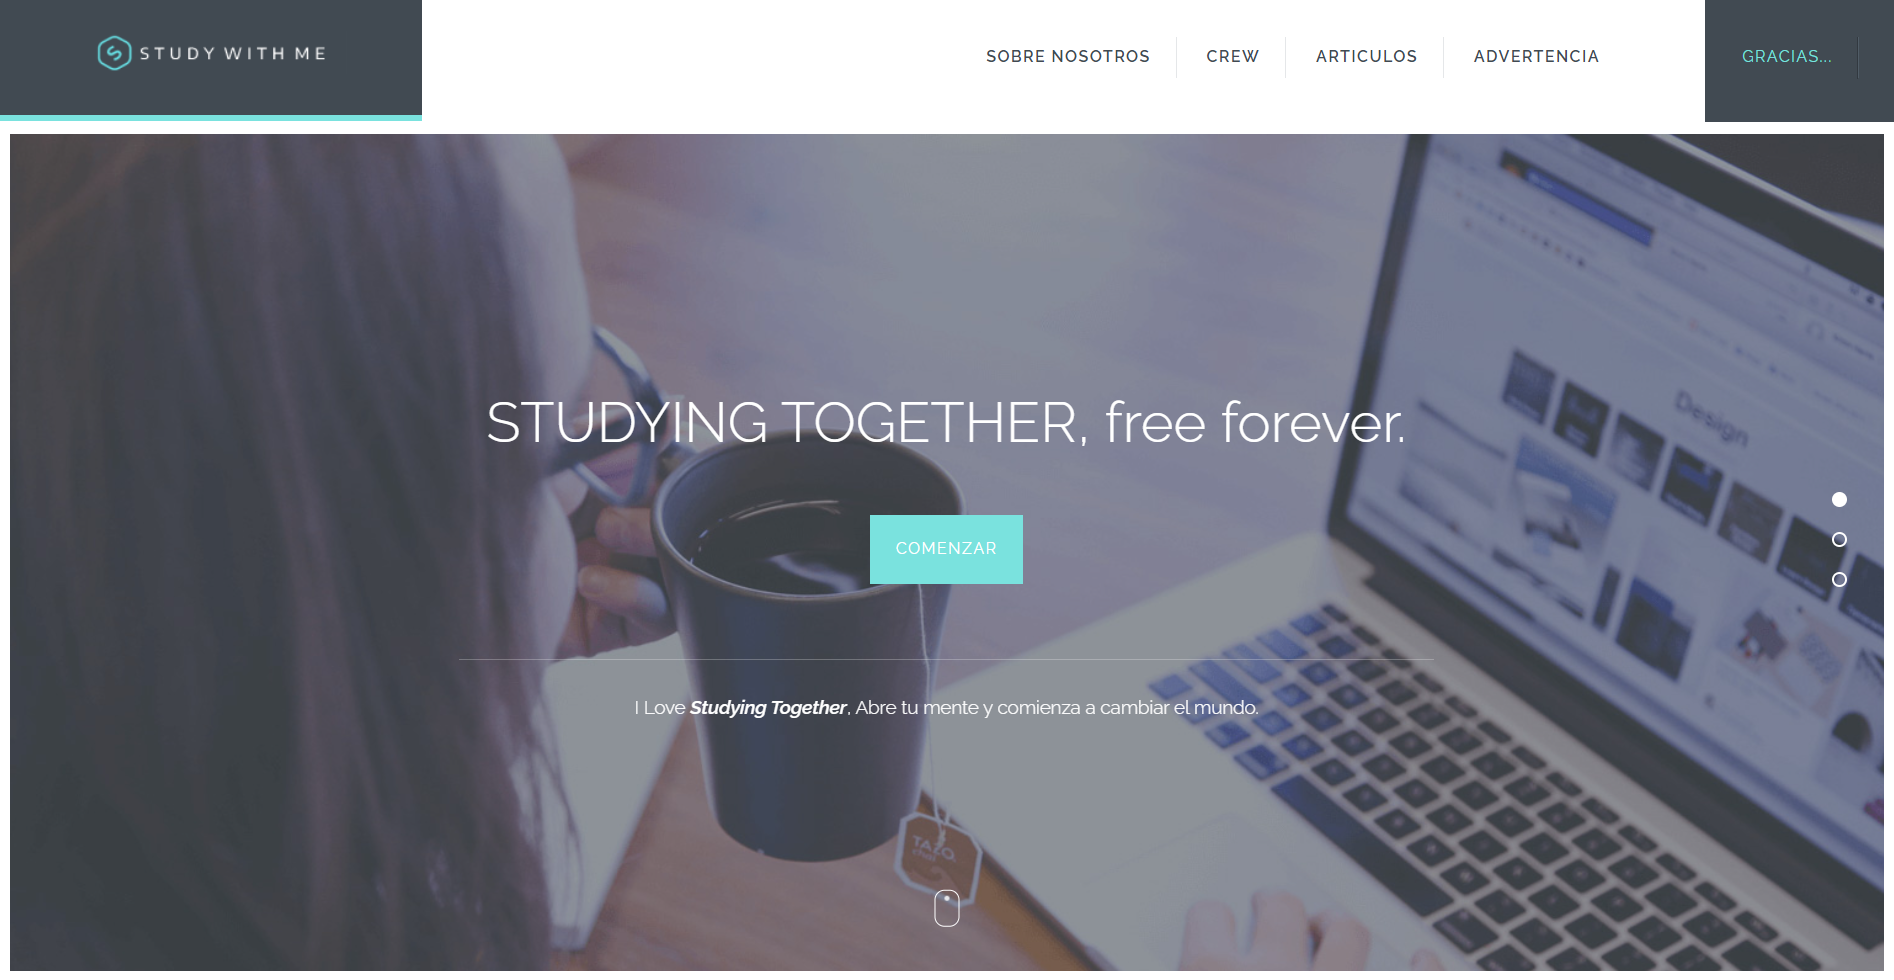 STUDY WITH ME
SOBRE NOSOTROS
CREW
ARTICULOS
ADVERTENCIA
GRACIAS...
STUDYING TOGETHER, free forever.
COMENZAR
I Love Studying Together, Abre tu mente y comienza a cambiar el mundo.
Design
TAZO
chai